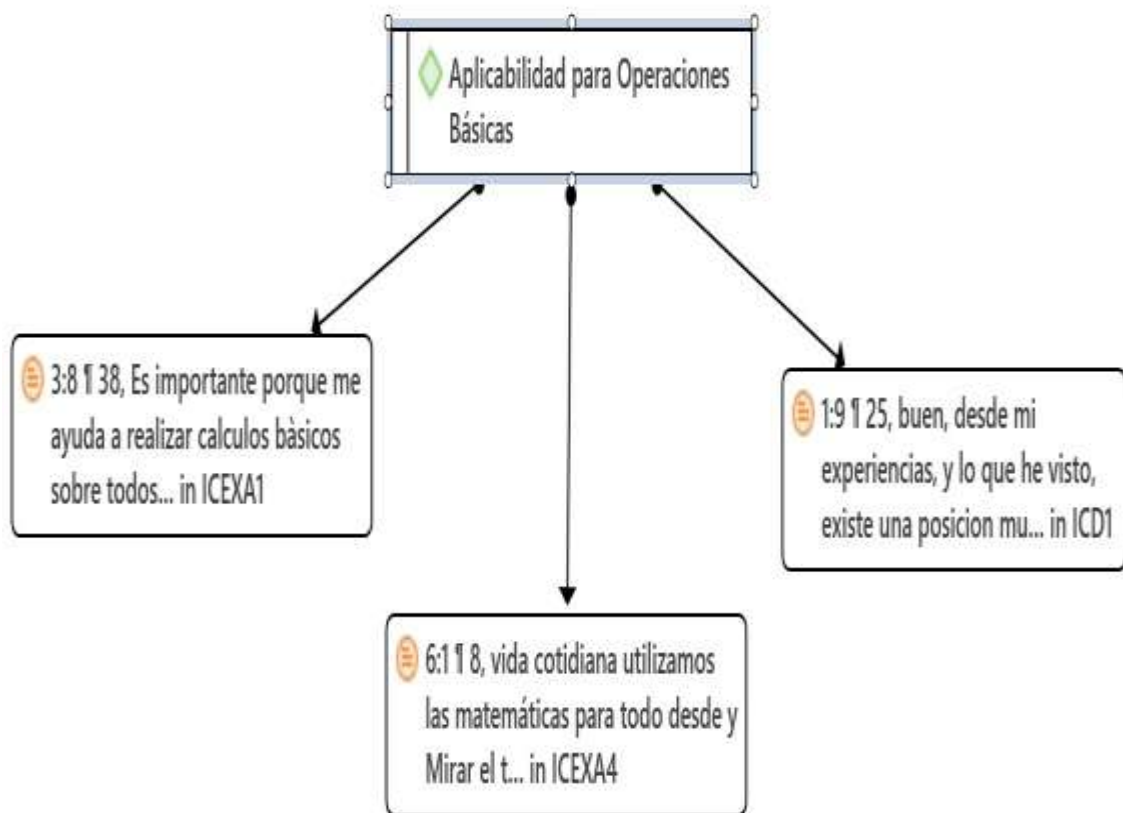 Aplicabilidad para Operaciones
Básicas
3:8 ¶ 38, Es importante porque me
ayuda a realizar calculos bàsicos
sobre todos... in ICEXA1
1:9 ¶ 25, buen, desde mi
experiencias, y lo que he visto,
existe una posicion mu... in ICD1
6:1 ¶ 8, vida cotidiana utilizamos
las matemáticas para todo desde y
Mirar el t... in ICEXA4